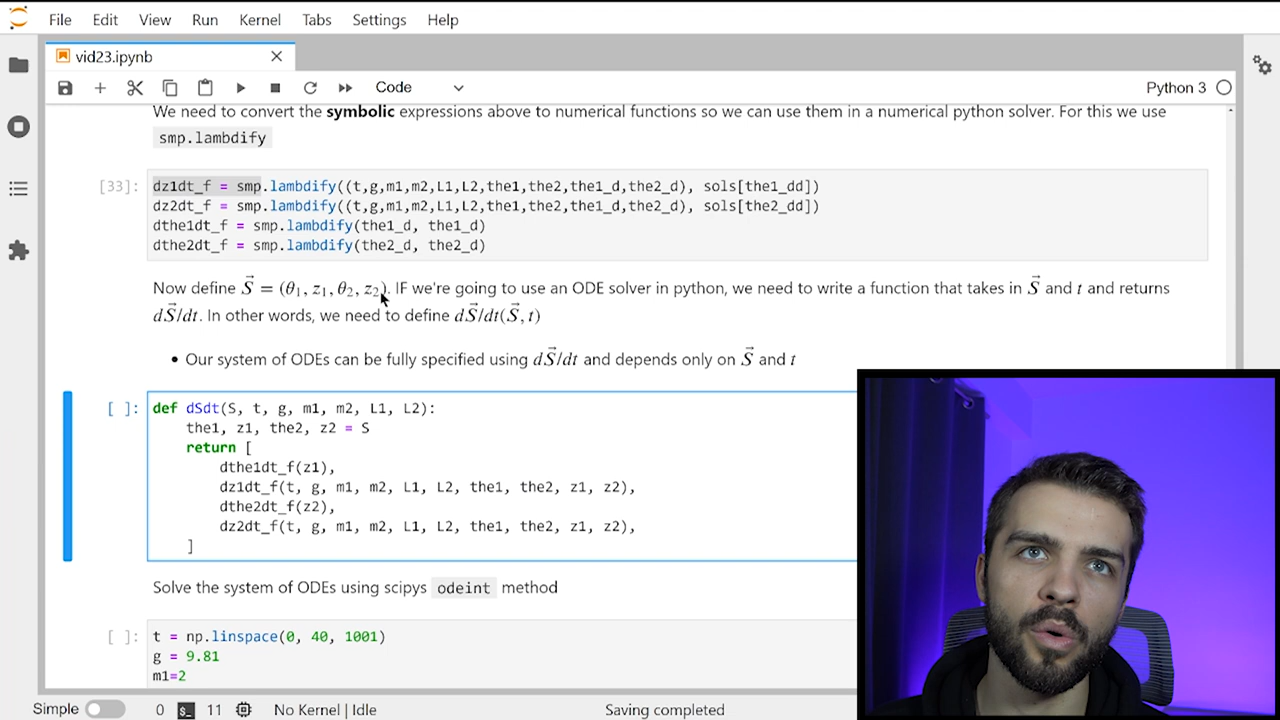 File Edit View Run Kernel Tabs Settings Help
vid23.ipynb
Code
Python 3
We need to convert the symbolic expressions above to numerical functions so we can use them in a numerical python solver. For this we use
smp.lambdify
[33]:
dz1dt_f = smp.lambdify((t,g,m1,m2,L1,L2,the1,the2,the1_d,the2_d), sols[the1_dd])
dz2dt_f = smp.lambdify((t,g,m1,m2,L1,L2,the1,the2,the1_d,the2_d), sols[the2_dd])
dthe1dt_f = smp.lambdify(the1_d, the1_d)
dthe2dt_f = smp.lambdify(the2_d, the2_d)
Now define S⃗ = (θ₁, z₁, θ₂, z₂). IF we're going to use an ODE solver in python, we need to write a function that takes in S⃗ and t and returns
dS⃗/dt. In other words, we need to define dS⃗/dt(S⃗, t)
• Our system of ODEs can be fully specified using dS⃗/dt and depends only on S⃗ and t
[ ]:
def dSdt(S, t, g, m1, m2, L1, L2):
the1, z1, the2, z2 = S
return [
dthe1dt_f(z1),
dz1dt_f(t, g, m1, m2, L1, L2, the1, the2, z1, z2),
dthe2dt_f(z2),
dz2dt_f(t, g, m1, m2, L1, L2, the1, the2, z1, z2),
]
Solve the system of ODEs using scipys odeint method
[ ]:
t = np.linspace(0, 40, 1001)
g = 9.81
m1=2
Simple 0 $_ 11 No Kernel | Idle Saving completed